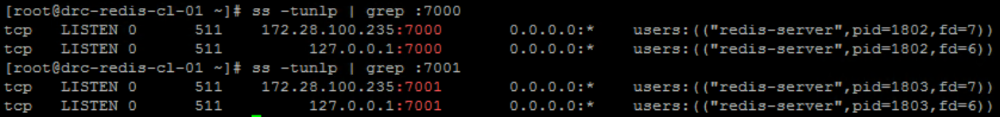 [root@drc-redis-cl-01 ~]# ss -tunlp | grep :7000
tcp LISTEN 0 511 172.28.100.235:7000 0.0.0.0:* users:(("redis-server",pid=1802,fd=7))
tcp LISTEN 0 511 127.0.0.1:7000 0.0.0.0:* users:(("redis-server",pid=1802,fd=6))
[root@drc-redis-cl-01 ~]# ss -tunlp | grep :7001
tcp LISTEN 0 511 172.28.100.235:7001 0.0.0.0:* users:(("redis-server",pid=1803,fd=7))
tcp LISTEN 0 511 127.0.0.1:7001 0.0.0.0:* users:(("redis-server",pid=1803,fd=6))